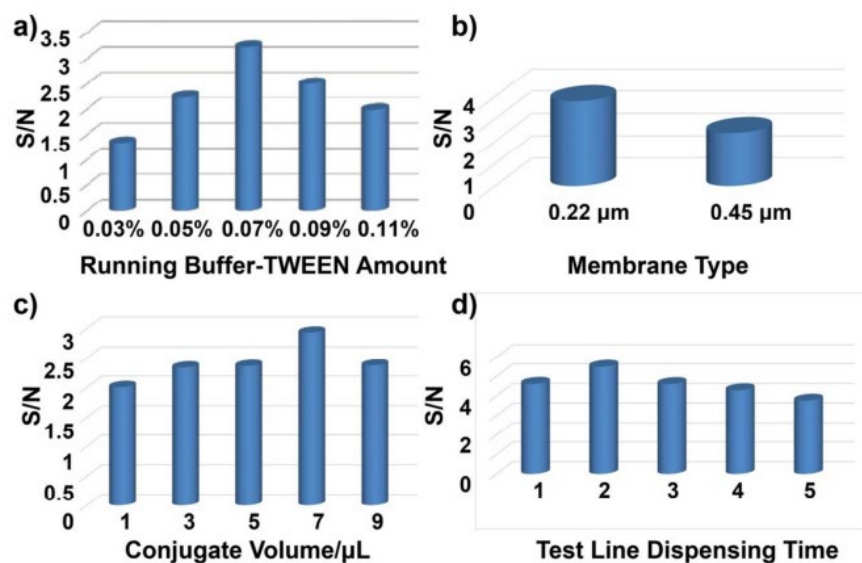 a)
3.5
3
2.5
2
1.5
1
0.5
0
S/N
0.03% 0.05% 0.07% 0.09% 0.11%
Running Buffer-TWEEN Amount
b)
4
3
2
1
0
S/N
0.22 µm 0.45 µm
Membrane Type
c)
3
2.5
2
1.5
1
0.5
0
S/N
1 3 5 7 9
Conjugate Volume/µL
d)
6
4
2
0
S/N
1 2 3 4 5
Test Line Dispensing Time